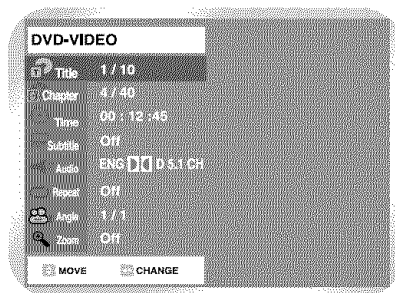 DVD-VIDEO
Title 1 / 10
Chapter 4 / 40
Time 00 : 12 :45
Subtitle Off
Audio ENG D 5.1 CH
Repeat Off
Angle 1 / 1
Zoom Off
MOVE CHANGE